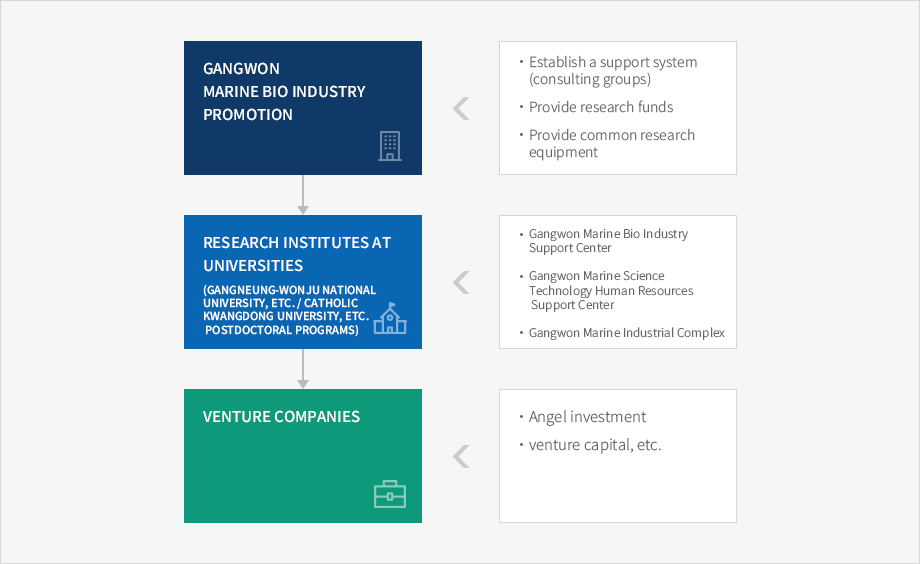 GANGWON
MARINE BIO INDUSTRY
PROMOTION
• Establish a support system
(consulting groups)
• Provide research funds
• Provide common research
equipment
RESEARCH INSTITUTES AT
UNIVERSITIES
(GANGNEUNG-WONJU NATIONAL
UNIVERSITY, ETC. / CATHOLIC
KWANGDONG UNIVERSITY, ETC.
POSTDOCTORAL PROGRAMS)
• Gangwon Marine Bio Industry
Support Center
• Gangwon Marine Science
Technology Human Resources
Support Center
• Gangwon Marine Industrial Complex
VENTURE COMPANIES
• Angel investment
• venture capital, etc.